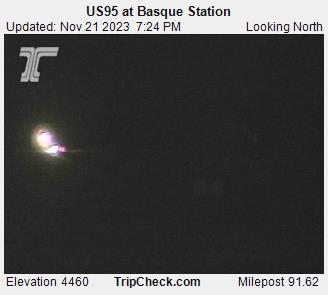 US95 at Basque Station
Updated: Nov 21 2023 7:24 PM Looking North
Elevation 4460 TripCheck.com Milepost 91.62